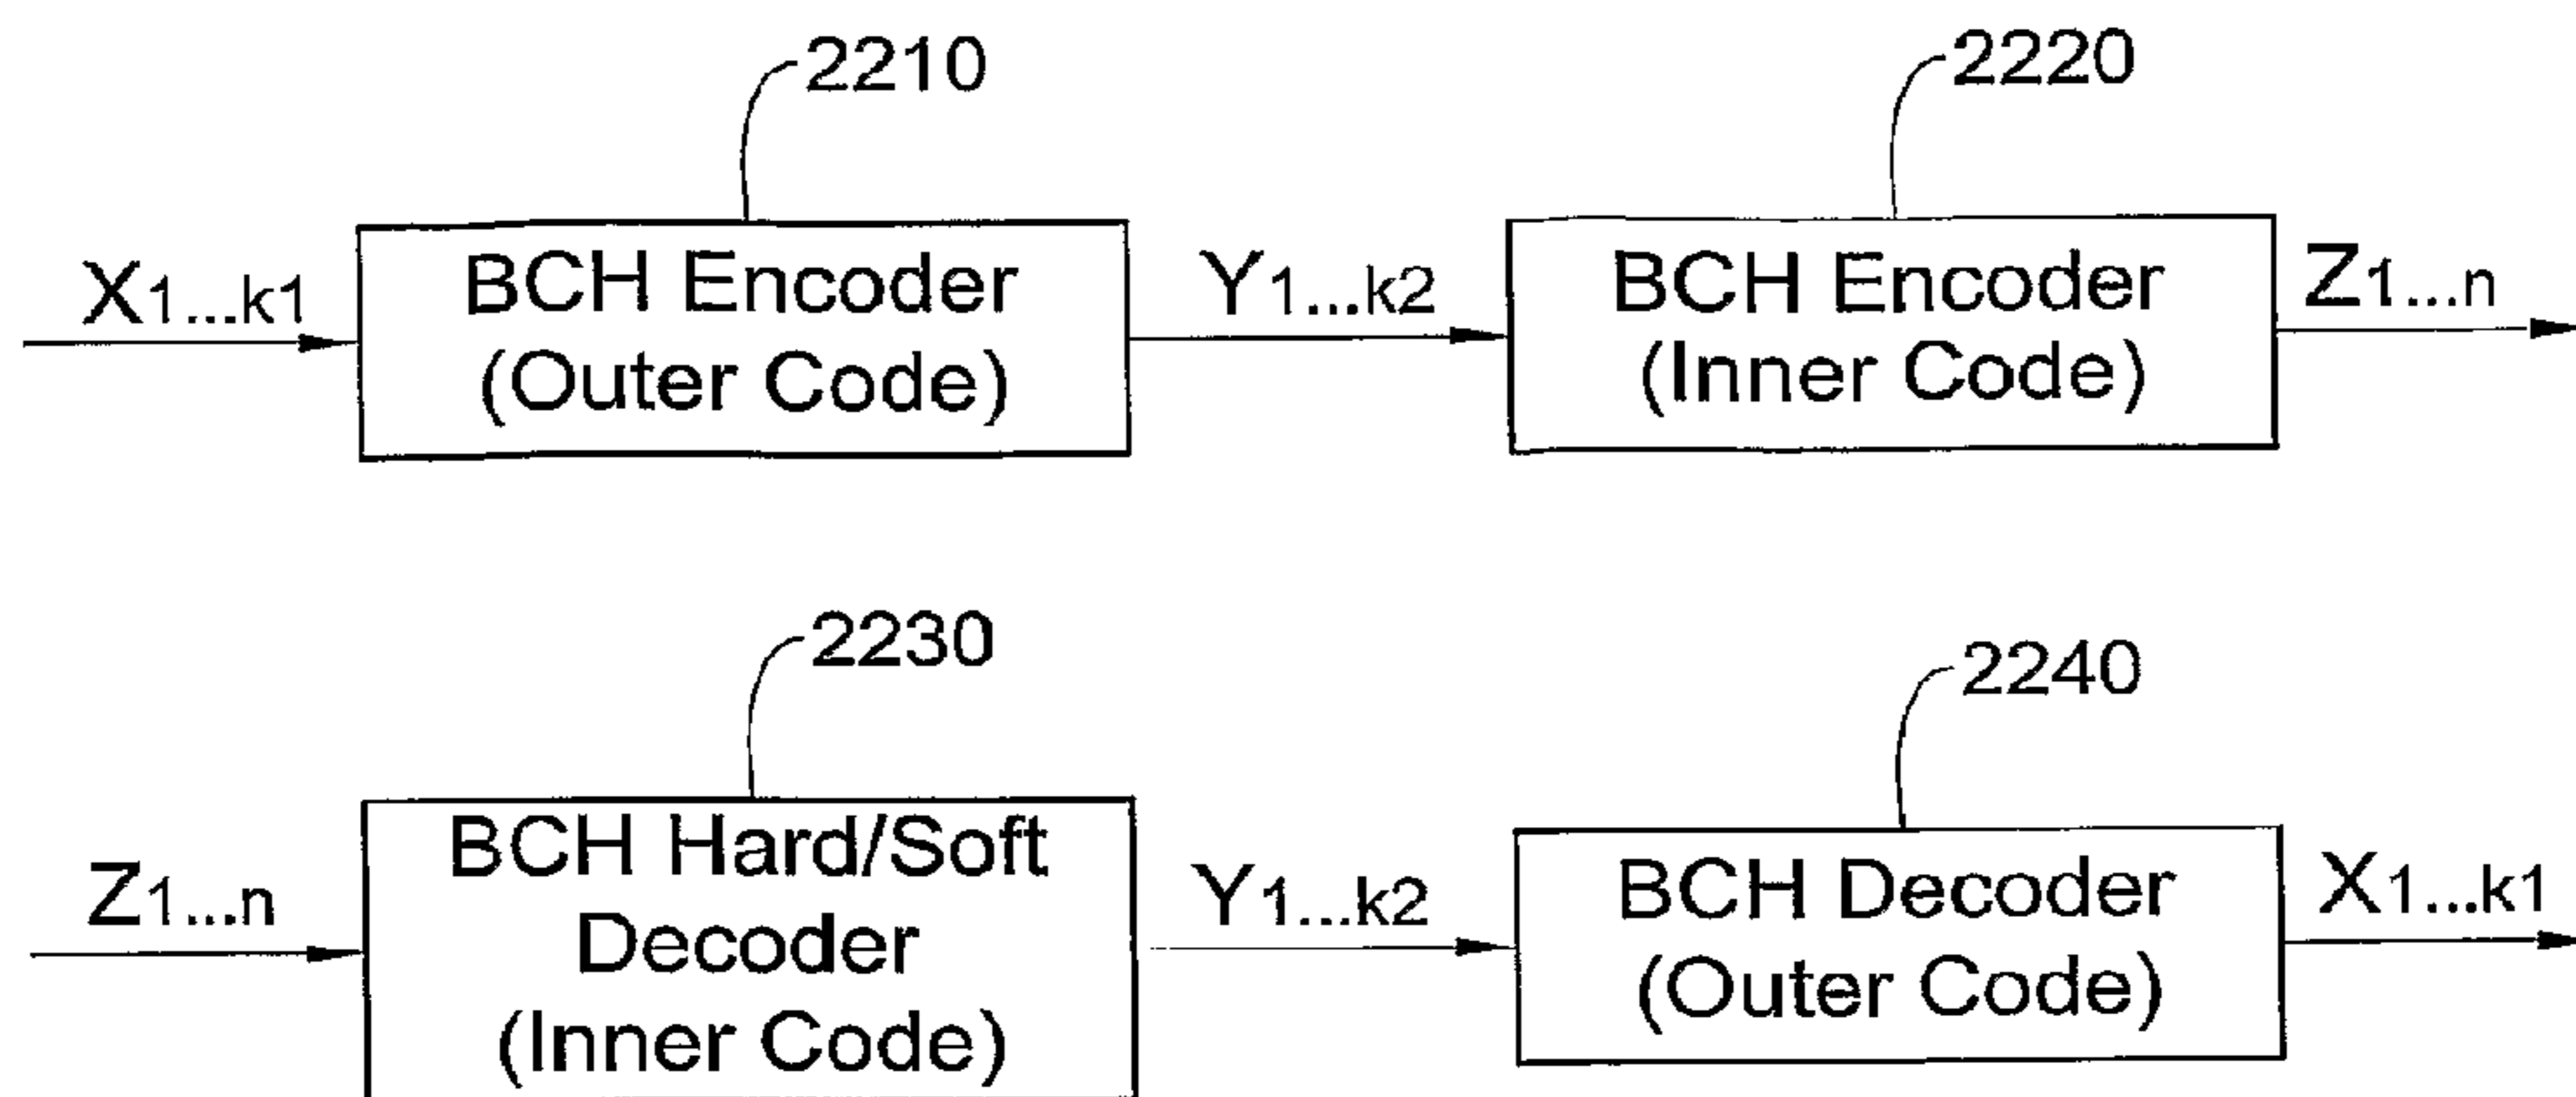 2210
2220
X1...k1
BCH Encoder
(Outer Code)
Y1...k2
BCH Encoder
(Inner Code)
Z1...n
2230
2240
Z1...n
BCH Hard/Soft
Decoder
(Inner Code)
Y1...k2
BCH Decoder
(Outer Code)
X1...k1